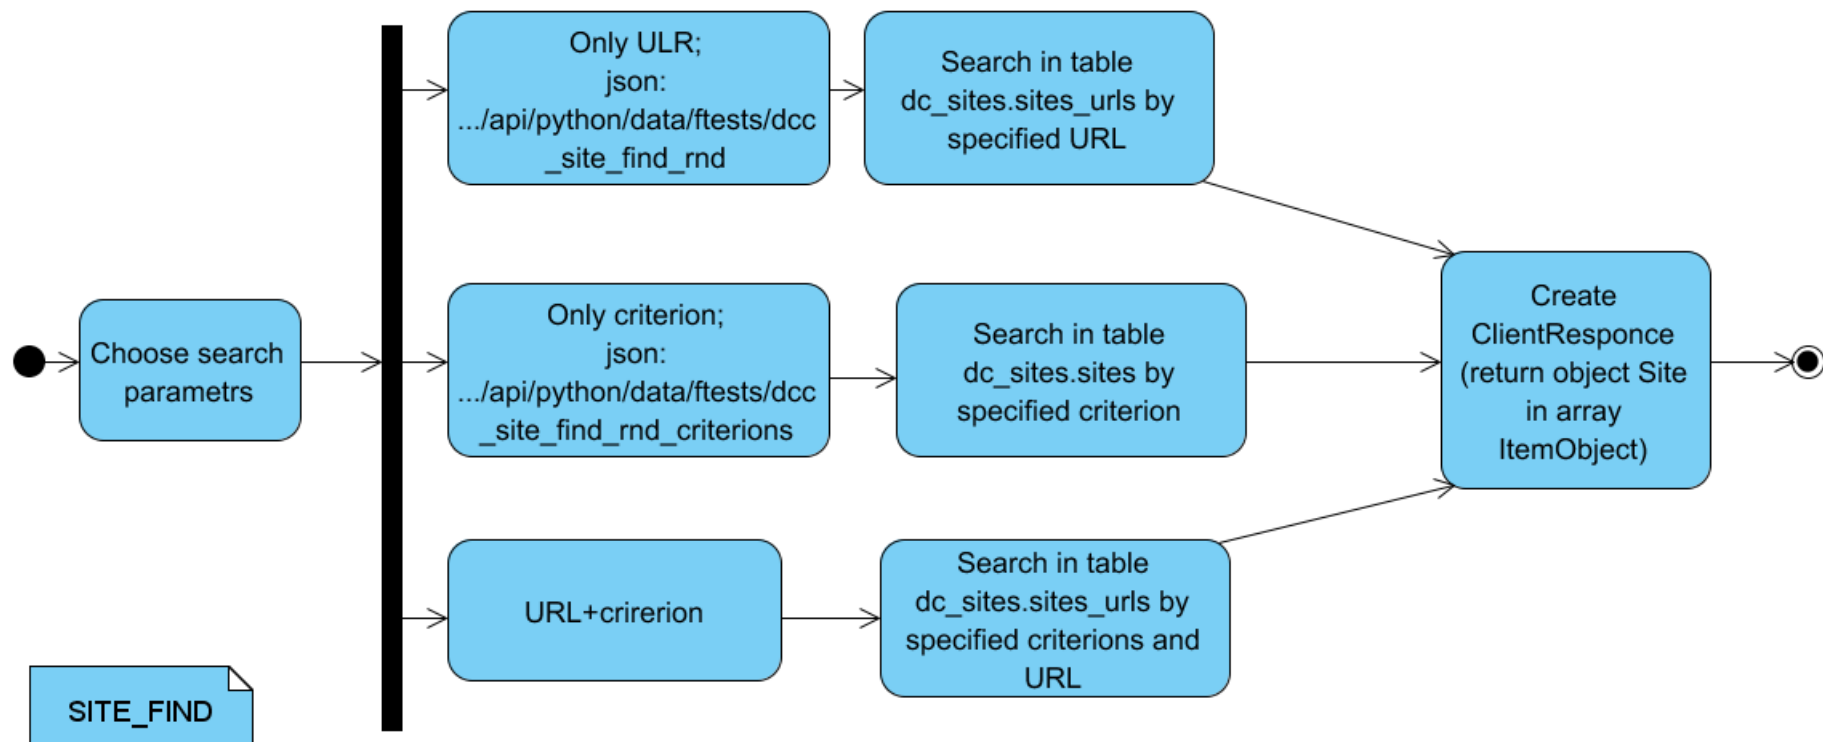 Only ULR;
json:
.../api/python/data/ftests/dcc
_site_find_rnd
Search in table
dc_sites.sites_urls by
specified URL
Choose search
parametrs
Only criterion;
json:
.../api/python/data/ftests/dcc
_site_find_rnd_criterions
Search in table
dc_sites.sites by
specified criterion
Create
ClientResponce
(return object Site
in array
ItemObject)
URL+crirerion
Search in table
dc_sites.sites_urls by
specified criterions and
URL
SITE_FIND